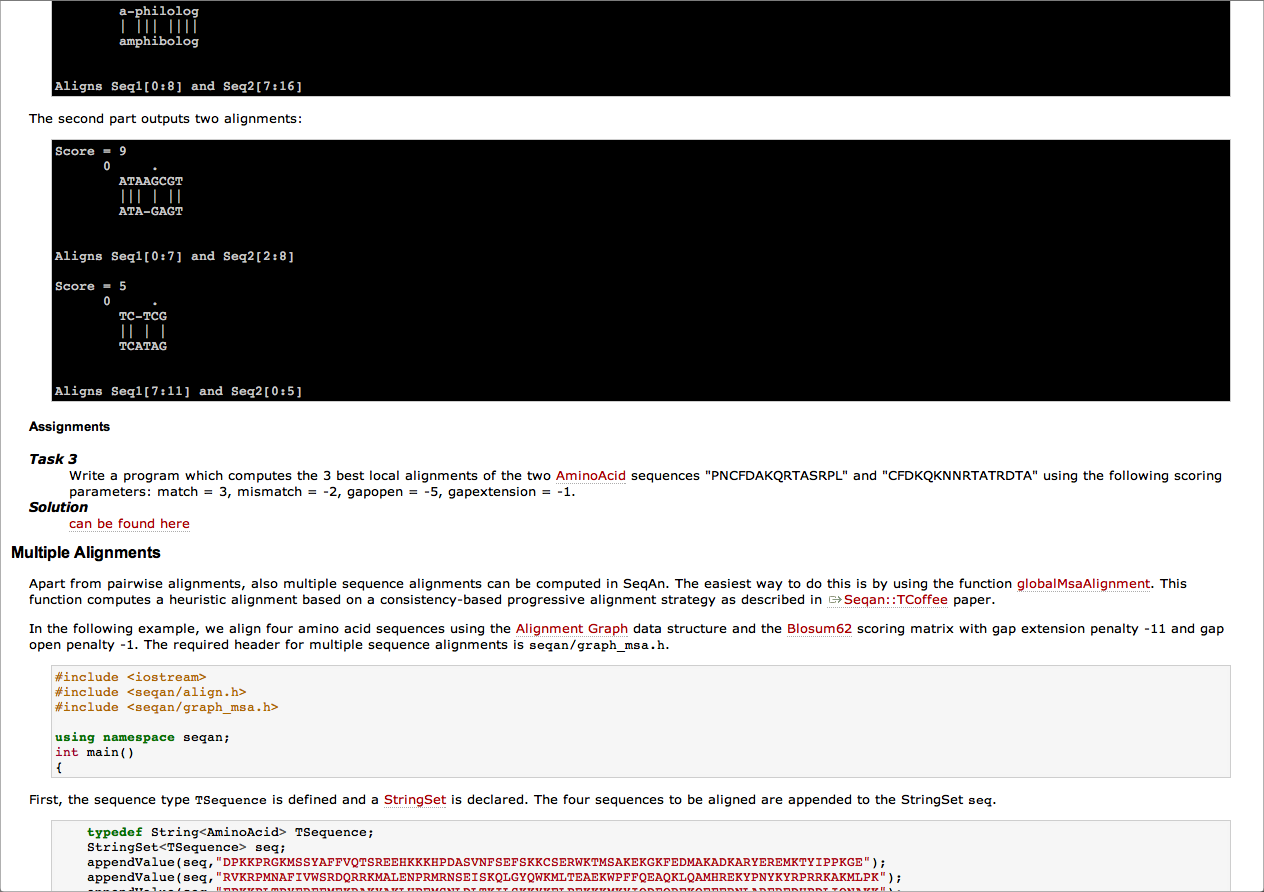 a-philolog
| ||| ||||
amphibolog
Aligns Seq1[0:8] and Seq2[7:16]
The second part outputs two alignments:
Score = 9
0 .
ATAAGCGT
||| | ||
ATA-GAGT
Aligns Seq1[0:7] and Seq2[2:8]
Score = 5
0 .
TC-TCG
|| | |
TCATAG
Aligns Seq1[7:11] and Seq2[0:5]
Assignments
Task 3
Write a program which computes the 3 best local alignments of the two AminoAcid sequences "PNCFDAKQRTASRPL" and "CFDKQKNNRTATRDTA" using the following scoring
parameters: match = 3, mismatch = -2, gapopen = -5, gapextension = -1.
Solution
can be found here
Multiple Alignments
Apart from pairwise alignments, also multiple sequence alignments can be computed in SeqAn. The easiest way to do this is by using the function globalMsaAlignment. This
function computes a heuristic alignment based on a consistency-based progressive alignment strategy as described in Seqan::TCoffee paper.
In the following example, we align four amino acid sequences using the Alignment Graph data structure and the Blosum62 scoring matrix with gap extension penalty -11 and gap
open penalty -1. The required header for multiple sequence alignments is seqan/graph_msa.h.
#include <iostream>
#include <seqan/align.h>
#include <seqan/graph_msa.h>
using namespace seqan;
int main()
{
First, the sequence type TSequence is defined and a StringSet is declared. The four sequences to be aligned are appended to the StringSet seq.
typedef String<AminoAcid> TSequence;
StringSet<TSequence> seq;
appendValue(seq,"DPKKPRGKMSSYAFFVQTSREEHKKKHPDASVNFSEFSKKCSERWKTMSAKEKGKFEDMAKADKARYEREMKTYIPPKGE");
appendValue(seq,"RVKRPMNAFIVWSRDQRRKMALENPRMRNSEISKQLGYQWKMLTEAEKWPFFQEAQKLQAMHREKYPNYKYRPRRKAKMLPK");